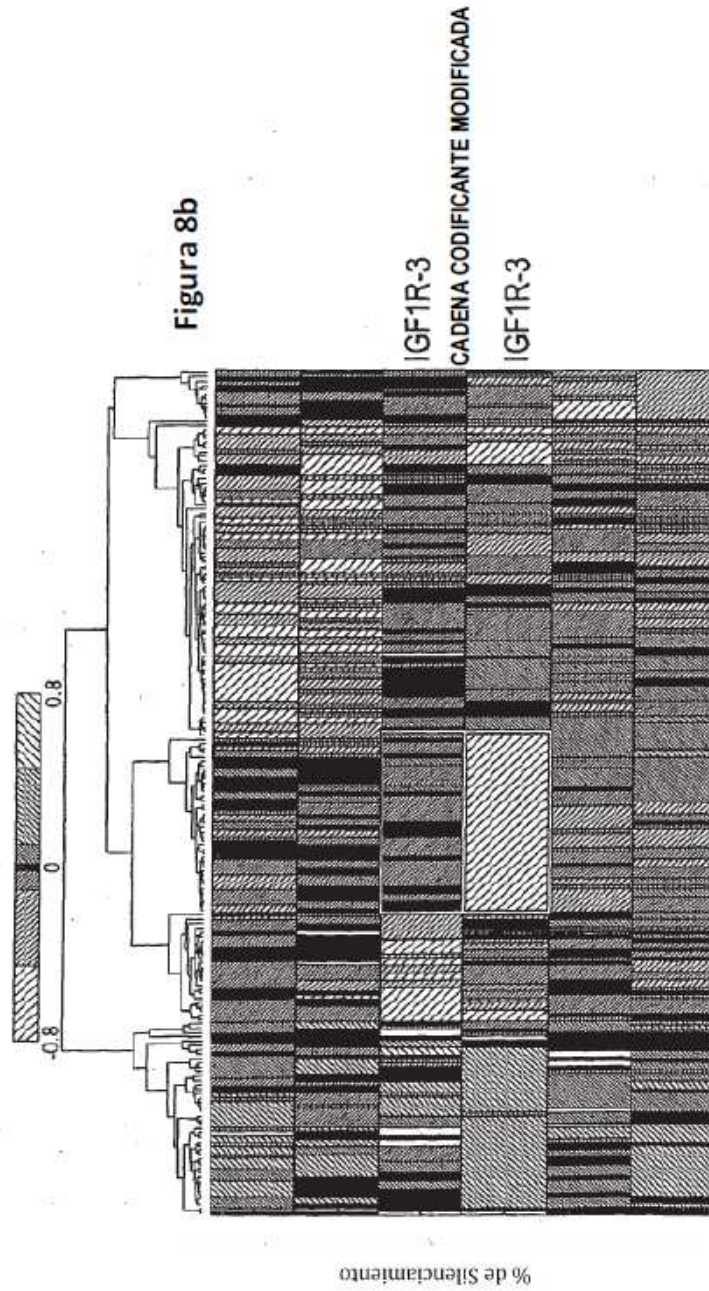 Figura 8b
-0.8
0
0.8
IGF1R-3
CADENA CODIFICANTE MODIFICADA
IGF1R-3
% de Silenciamiento